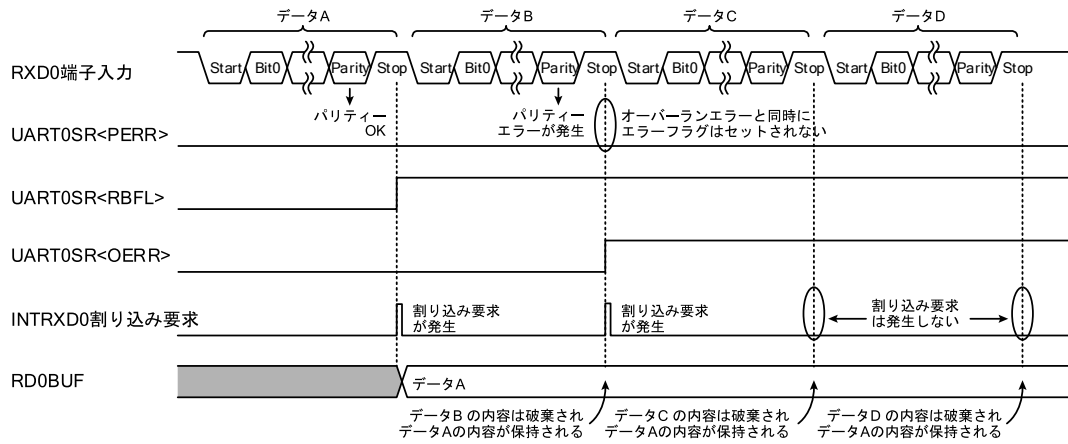 データA データB データC データD
RXD0端子入力 Start Bit0 Parity Stop Start Bit0 Parity Stop Start Bit0 Parity Stop Start Bit0 Parity Stop
パリティー
OK
パリティー
エラーが発生
オーバーランエラーと同時に
エラーフラグはセットされない
UART0SR<PERR>
UART0SR<RBFL>
UART0SR<OERR>
INTRXD0割り込み要求
割り込み要求
が発生
割り込み要求
が発生
割り込み要求
は発生しない
RD0BUF
データA
データB の内容は破棄され
データAの内容が保持される
データC の内容は破棄され
データAの内容が保持される
データD の内容は破棄され
データAの内容が保持される